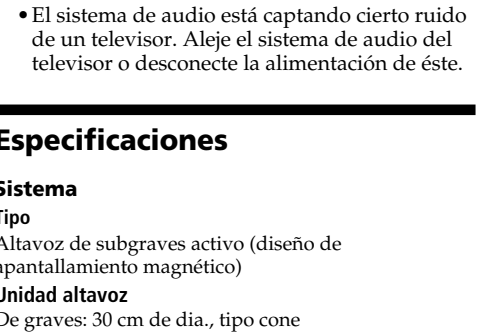 • El sistema de audio está captando cierto ruido
de un televisor. Aleje el sistema de audio del
televisor o desconecte la alimentación de éste.
Especificaciones
Sistema
Tipo
Altavoz de subgraves activo (diseño de
apantallamiento magnético)
Unidad altavoz
De graves: 30 cm de dia., tipo cone